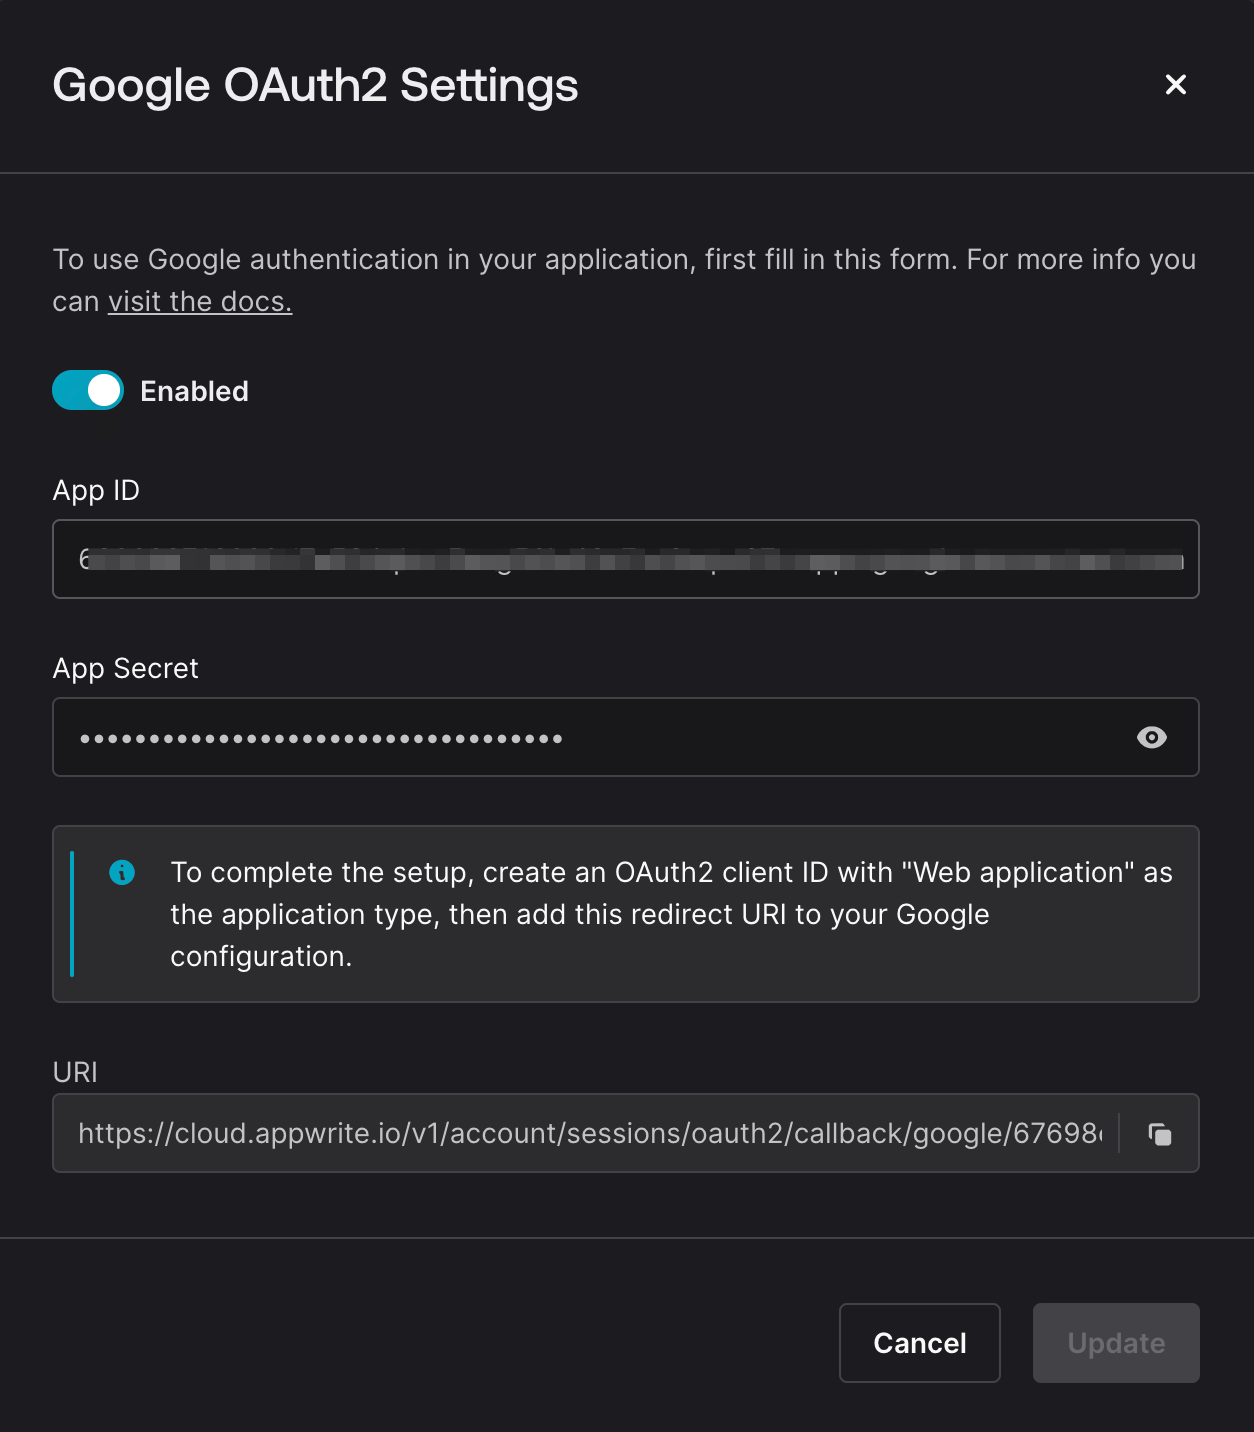 Google OAuth2 Settings
To use Google authentication in your application, first fill in this form. For more info you
can visit the docs.
Enabled
App ID
App Secret
To complete the setup, create an OAuth2 client ID with "Web application" as
the application type, then add this redirect URI to your Google
configuration.
URI
https://cloud.appwrite.io/v1/account/sessions/oauth2/callback/google/67698
Cancel
Update